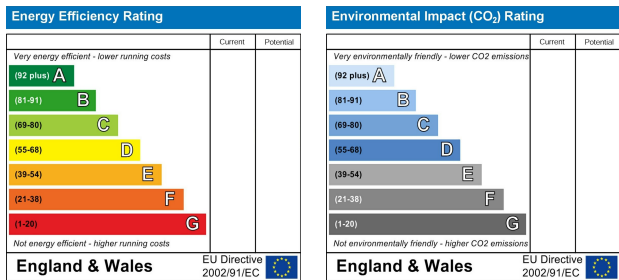 Energy Efficiency Rating
Current Potential
Very energy efficient - lower running costs
(92 plus) A
(81-91) B
(69-80) C
(55-68) D
(39-54) E
(21-38) F
(1-20) G
Not energy efficient - higher running costs
England & Wales
EU Directive
2002/91/EC
Environmental Impact (CO₂) Rating
Current Potential
Very environmentally friendly - lower CO2 emissions
(92 plus) A
(81-91) B
(69-80) C
(55-68) D
(39-54) E
(21-38) F
(1-20) G
Not environmentally friendly - higher CO2 emissions
England & Wales
EU Directive
2002/91/EC